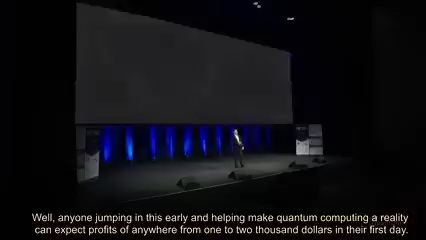 Well, anyone jumping in this early and helping make quantum computing a reality
can expect profits of anywhere from one to two thousand dollars in their first day.